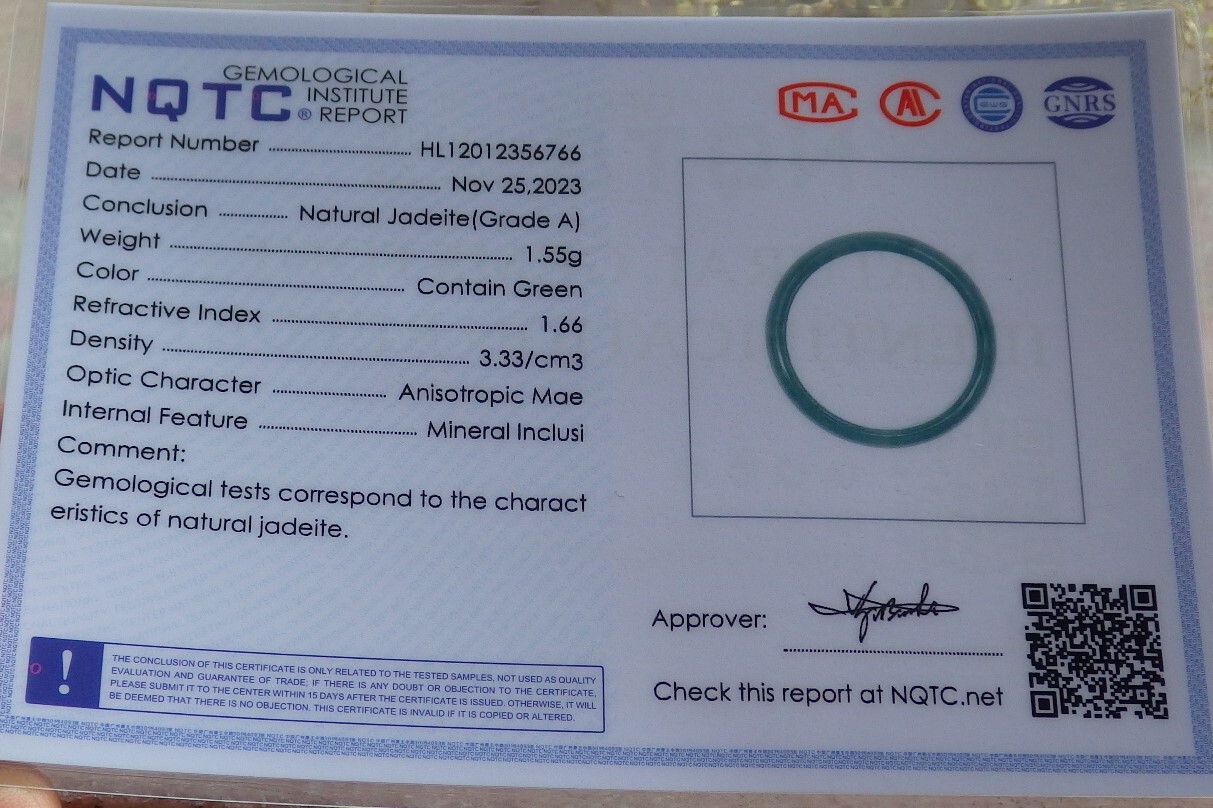 NQTC® GEMOLOGICAL INSTITUTE REPORT
Report Number HL12012356766
Date Nov 25,2023
Conclusion Natural Jadeite(Grade A)
Weight 1.55g
Color Contain Green
Refractive Index 1.66
Density 3.33/cm3
Optic Character Anisotropic Mae
Internal Feature Mineral Inclusi
Comment:
Gemological tests correspond to the charact
eristics of natural jadeite.
!
THE CONCLUSION OF THIS CERTIFICATE IS ONLY RELATED TO THE TESTED SAMPLES, NOT USED AS QUALITY
EVALUATION AND GUARANTEE OF TRADE; IF THERE IS ANY DOUBT OR OBJECTION TO THE CERTIFICATE,
PLEASE SUBMIT IT TO THE CENTER WITHIN 15 DAYS AFTER THE CERTIFICATE IS ISSUED. OTHERWISE, IT WILL
BE DEEMED THAT THERE IS NO OBJECTION. THIS CERTIFICATE IS INVALID IF IT IS COPIED OR ALTERED.
MA
GNRS
Approver:
Check this report at NQTC.net